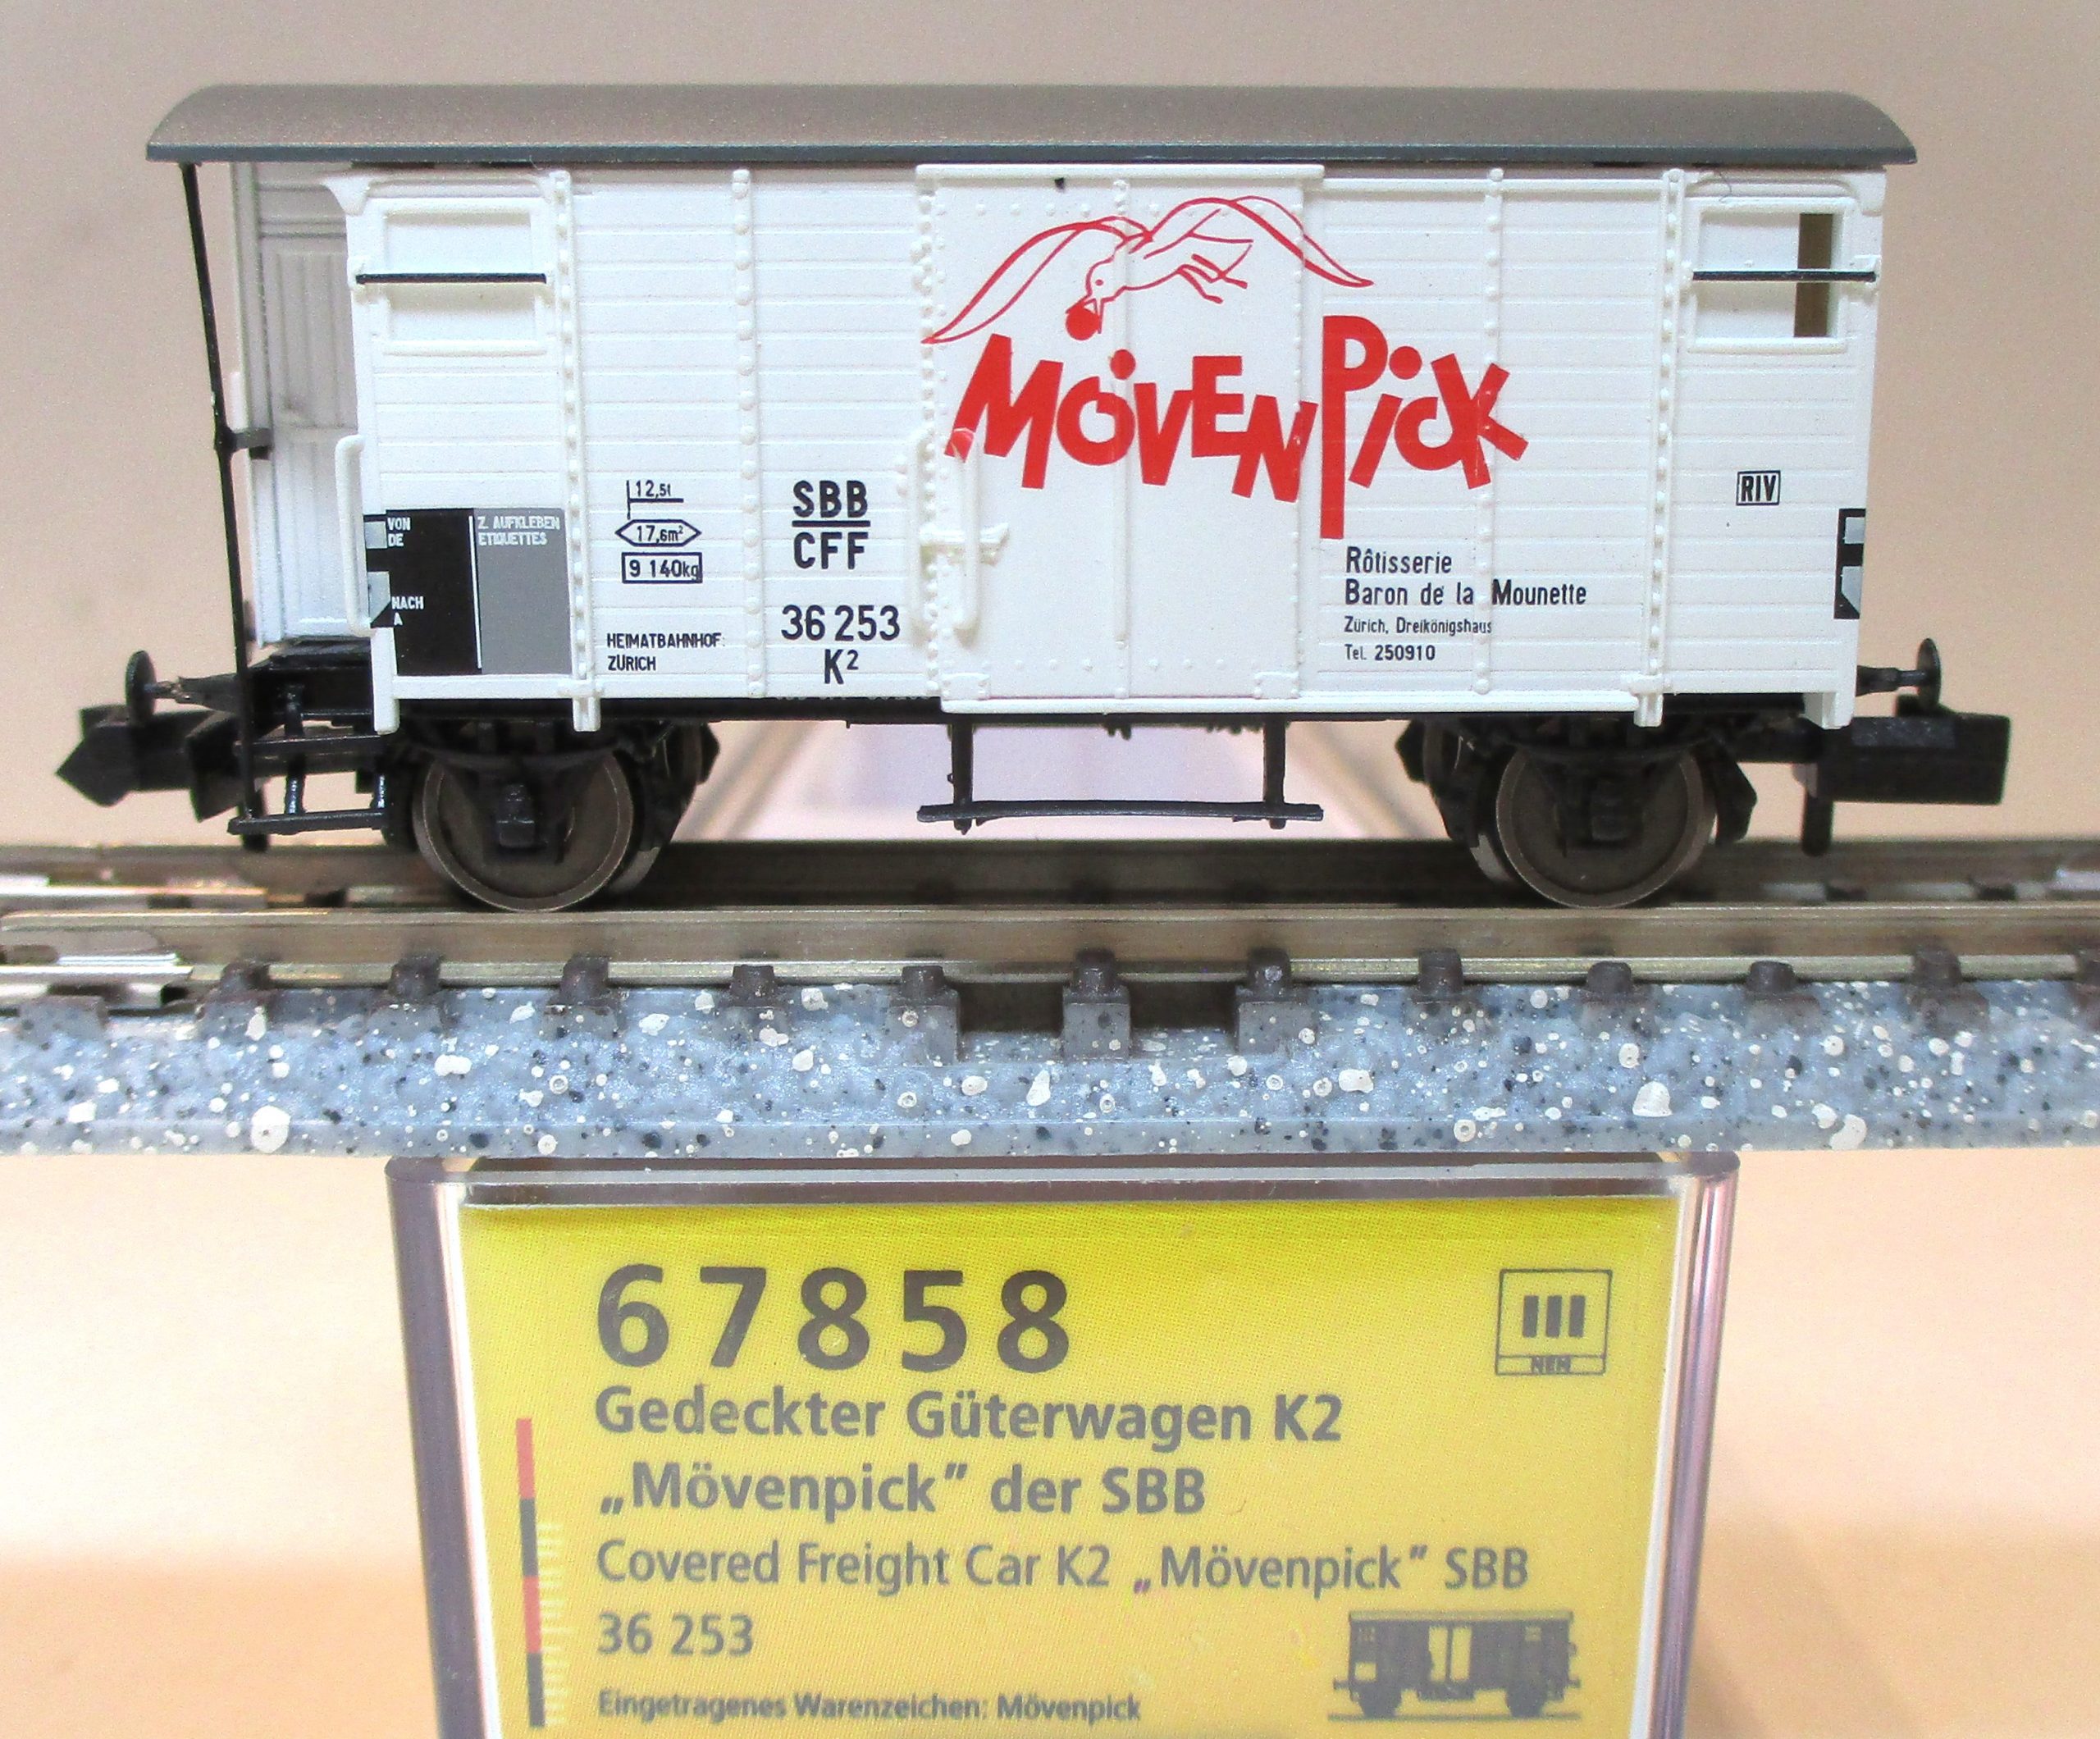 MÖVENPICK
12,5t
17,6m²
9 140kg
SBB
CFF
36 253
K²
HEIMATBAHNHOF:
ZÜRICH
VON
DE
NACH
A
Z. AUFKLEBEN
ETIQUETTES
RIV
Rôtisserie
Baron de la Mounette
Zürich, Dreikönigshaus
Tel. 250910
67858
III
NEM
Gedeckter Güterwagen K2
„Mövenpick" der SBB
Covered Freight Car K2 „Mövenpick" SBB
36 253
Eingetragenes Warenzeichen: Mövenpick